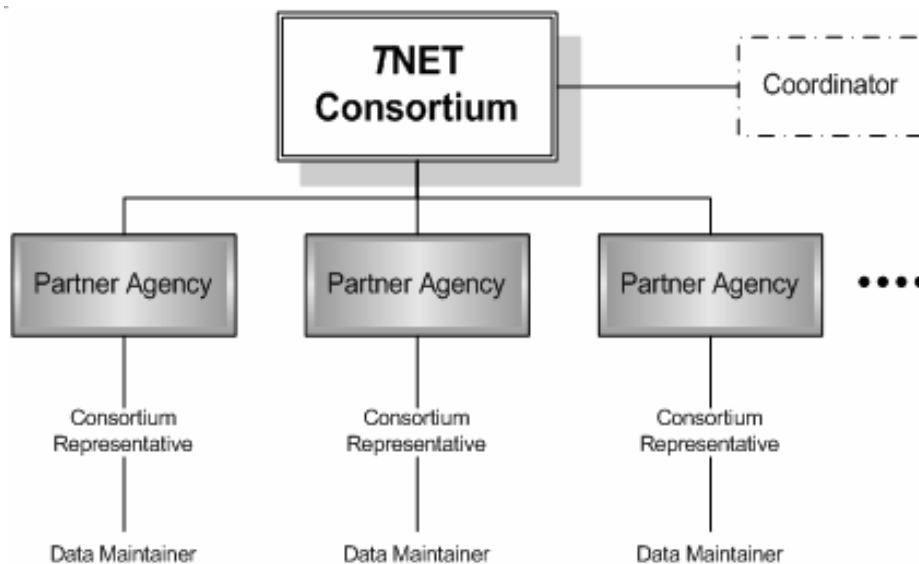 TNET
Consortium
Coordinator
Partner Agency
Partner Agency
Partner Agency
Consortium
Representative
Consortium
Representative
Consortium
Representative
Data Maintainer
Data Maintainer
Data Maintainer